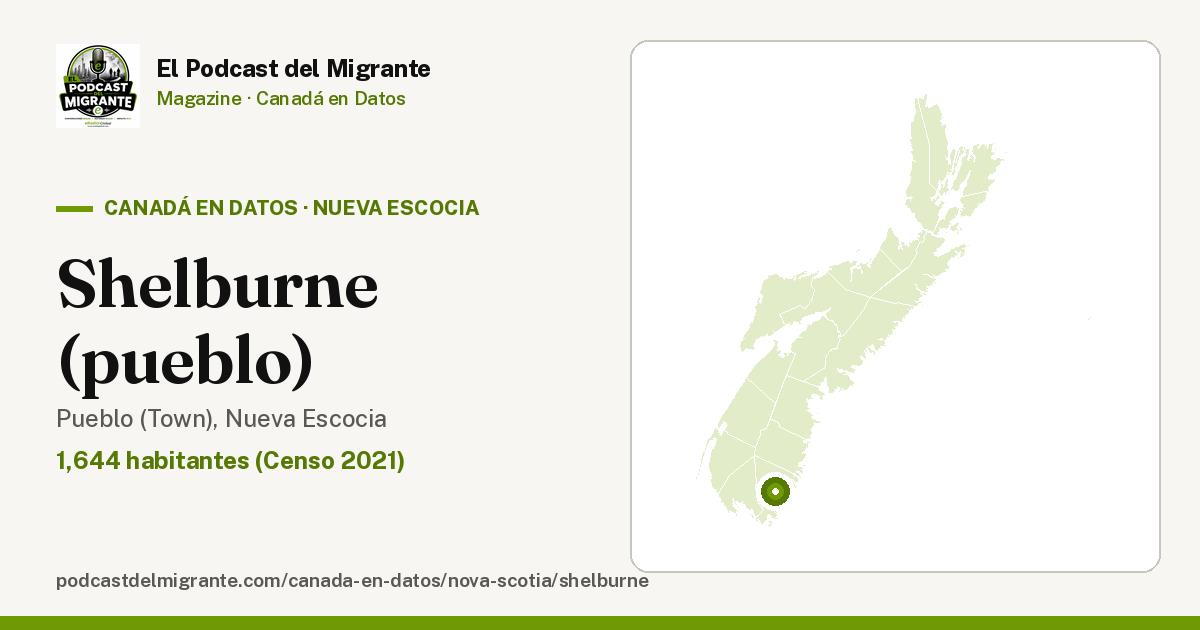 EL
PODCAST
DEL
MIGRANTE
El Podcast del Migrante
Magazine · Canadá en Datos
CANADÁ EN DATOS · NUEVA ESCOCIA
Shelburne
(pueblo)
Pueblo (Town), Nueva Escocia
1,644 habitantes (Censo 2021)
podcastdelmigrante.com/canada-en-datos/nova-scotia/shelburne